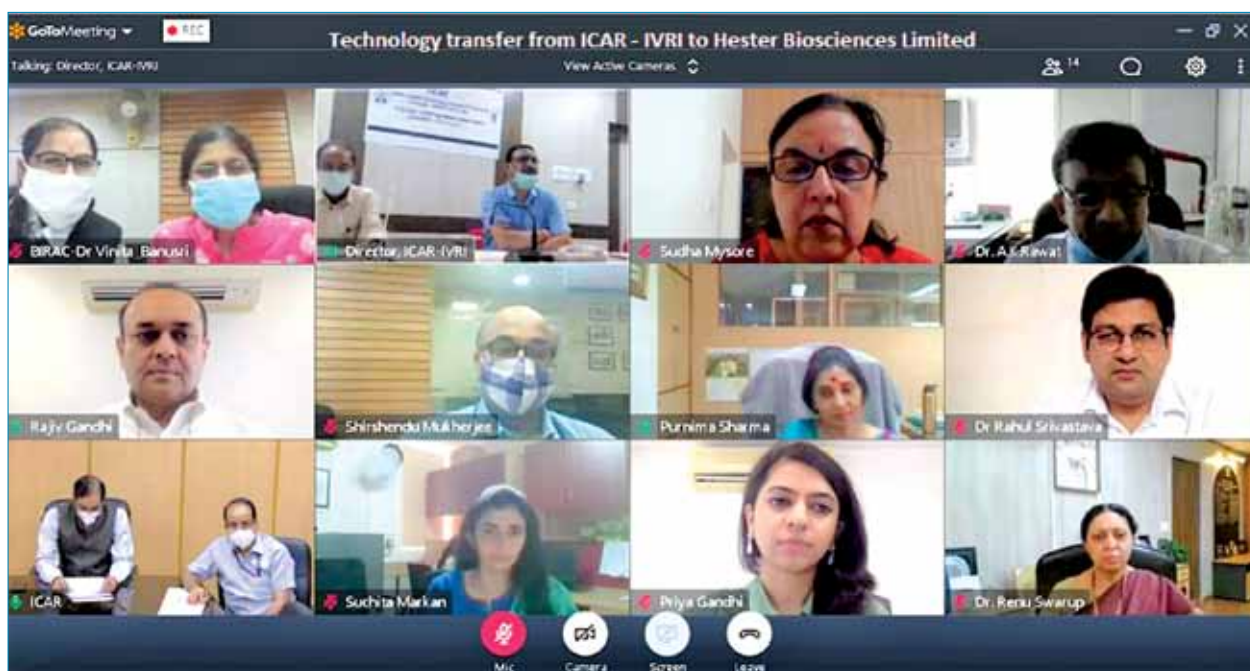 GoToMeeting
REC
Technology transfer from ICAR - IVRI to Hester Biosciences Limited
Talking: Director, ICAR-IVRI
View Active Cameras
14
BIRAC-Dr Vinita_Banusri
Director, ICAR-IVRI
Sudha Mysore
Dr. A.K Rawat
Rajiv Gandhi
Shirshendu Mukherjee
Purnima Sharma
Dr Rahul Srivastava
ICAR
Suchita Markan
Priya Gandhi
Dr. Renu Swarup
Mic
Camera
Screen
Leave